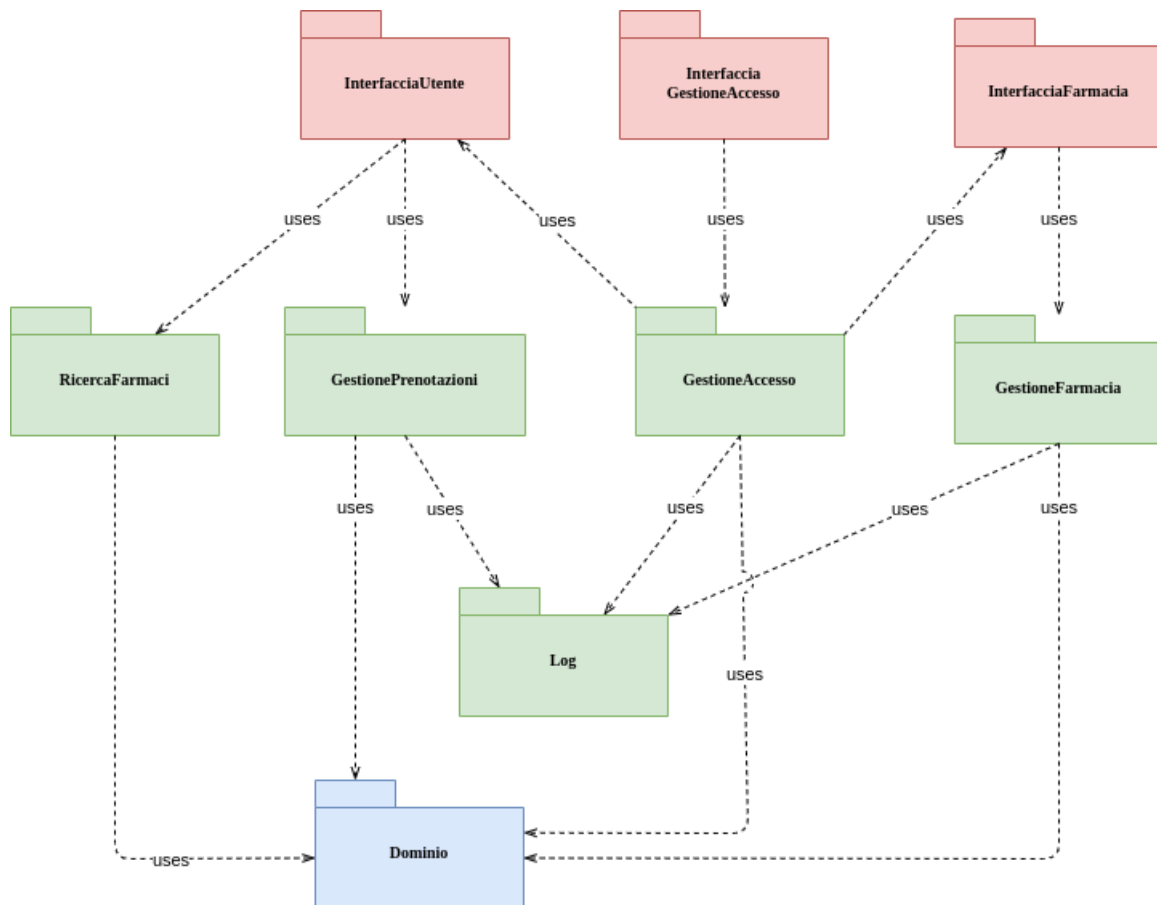 InterfacciaUtente
Interfaccia
GestioneAccesso
InterfacciaFarmacia
uses
uses
uses
uses
uses
uses
RicercaFarmaci
GestionePrenotazioni
GestioneAccesso
GestioneFarmacia
uses
uses
uses
uses
uses
Log
uses
Dominio
uses